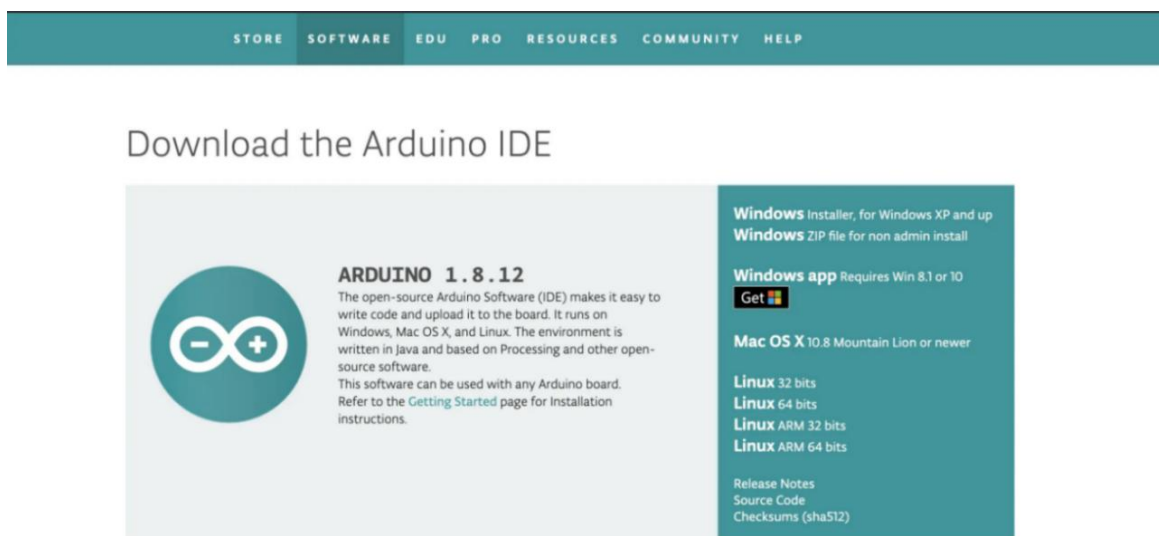 STORE SOFTWARE EDU PRO RESOURCES COMMUNITY HELP
Download the Arduino IDE
ARDUINO 1.8.12
The open-source Arduino Software (IDE) makes it easy to
write code and upload it to the board. It runs on
Windows, Mac OS X, and Linux. The environment is
written in Java and based on Processing and other open-
source software.
This software can be used with any Arduino board.
Refer to the Getting Started page for Installation
instructions.
Windows Installer, for Windows XP and up
Windows ZIP file for non admin install
Windows app Requires Win 8.1 or 10
Get
Mac OS X 10.8 Mountain Lion or newer
Linux 32 bits
Linux 64 bits
Linux ARM 32 bits
Linux ARM 64 bits
Release Notes
Source Code
Checksums (sha512)